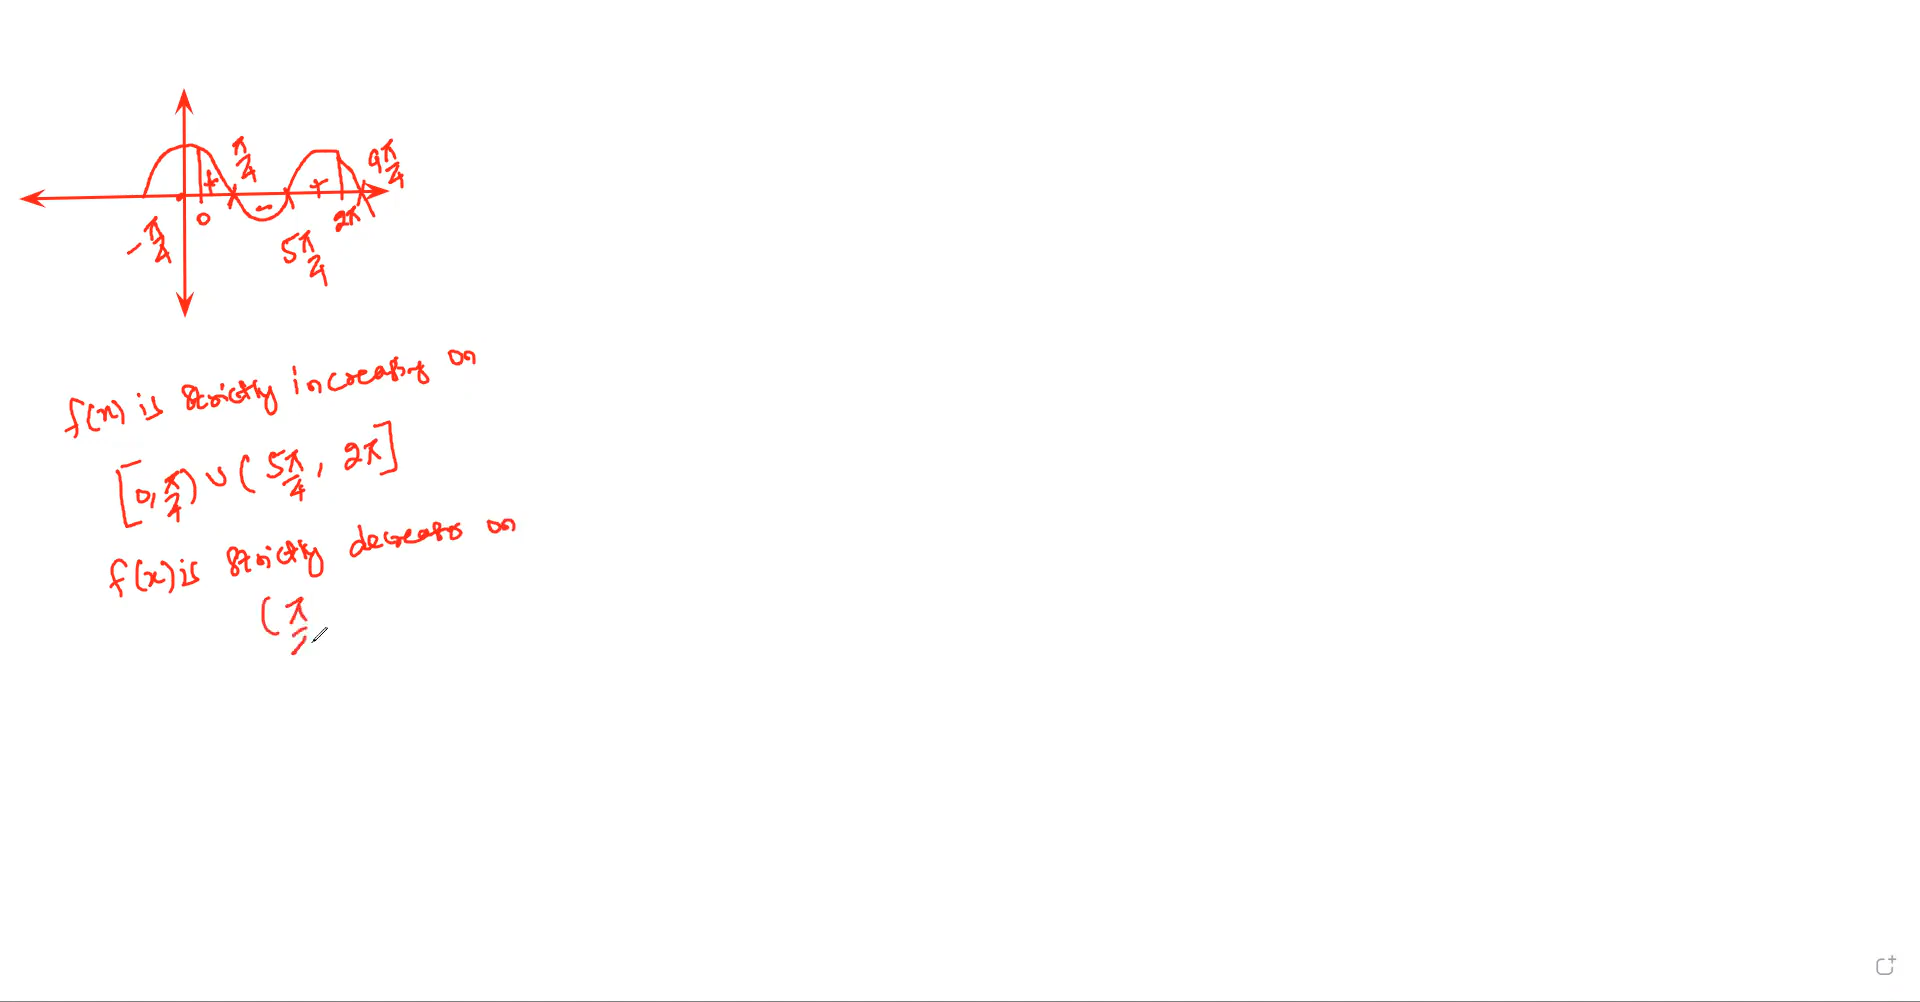 π/4 9π/4
+ - +
0 2π
-π/4 5π/4
f(x) is strictly increasing on
[0, π/4) ∪ (5π/4, 2π]
f(x) is strictly decreasing on
(π